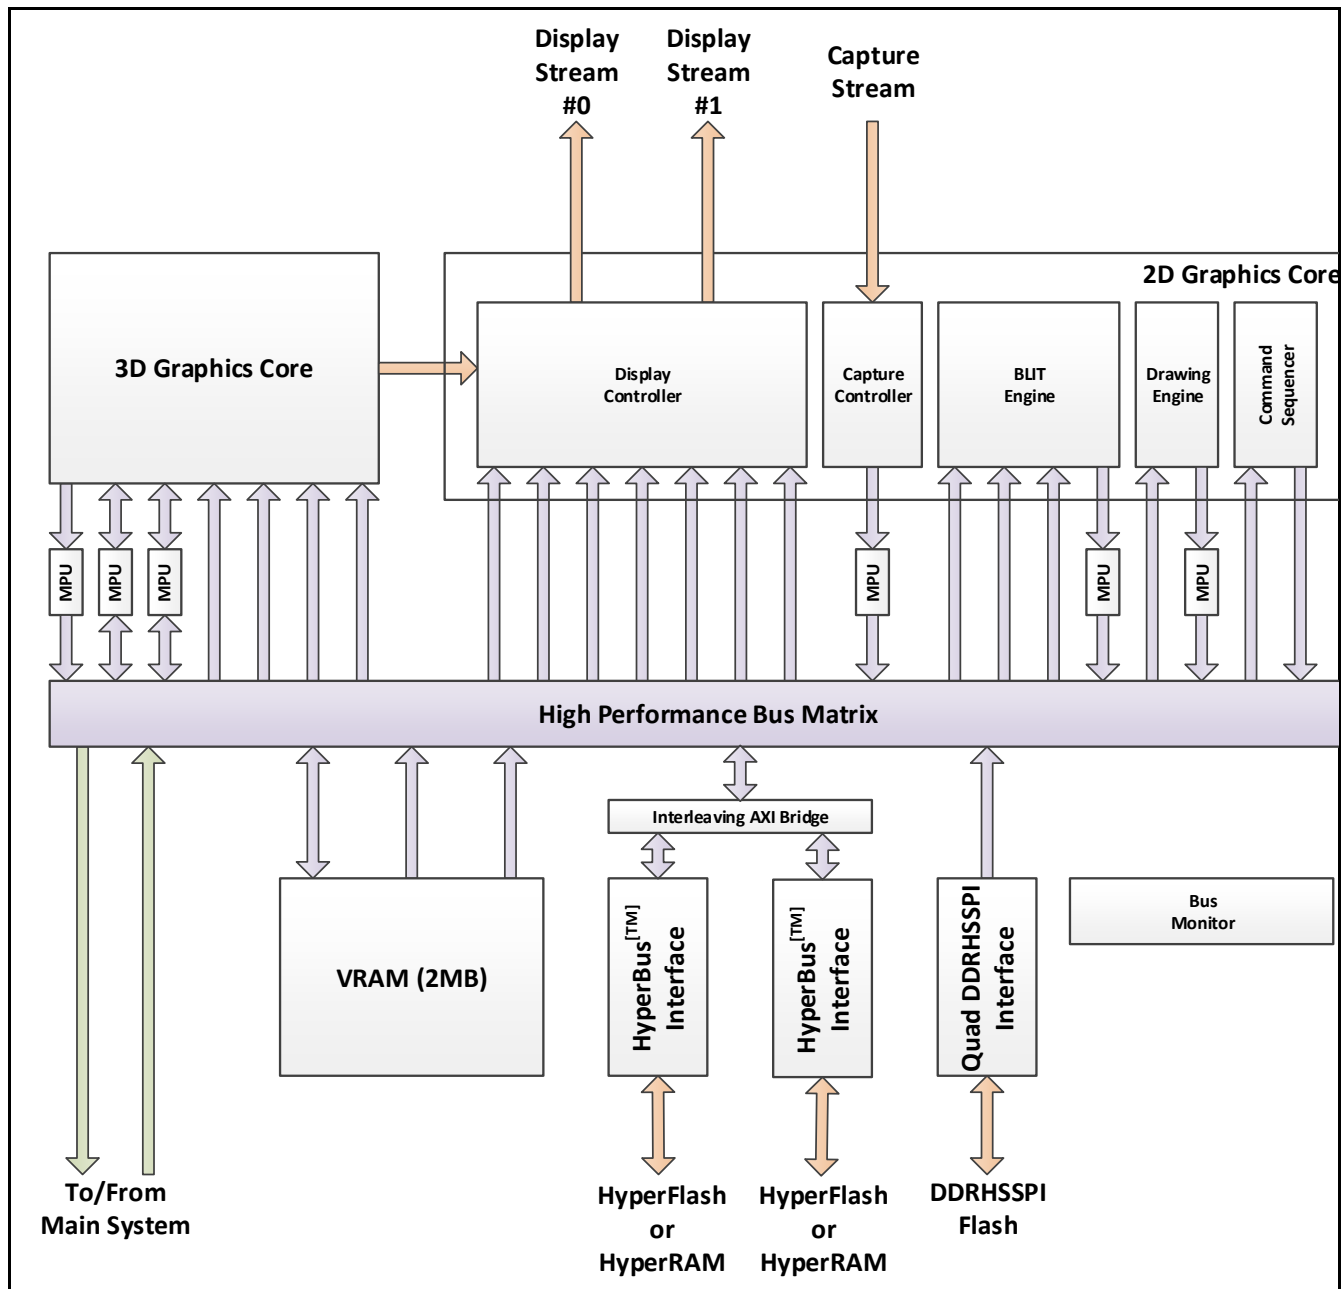 Display
Stream
#0
Display
Stream
#1
Capture
Stream
2D Graphics Core
3D Graphics Core
Display
Controller
Capture
Controller
BLIT
Engine
Drawing
Engine
Command
Sequencer
MPU
MPU
MPU
MPU
MPU
MPU
High Performance Bus Matrix
Interleaving AXI Bridge
VRAM (2MB)
HyperBus[TM]
Interface
HyperBus[TM]
Interface
Quad DDRHSSPI
Interface
Bus
Monitor
To/From
Main System
HyperFlash
or
HyperRAM
HyperFlash
or
HyperRAM
DDRHSSPI
Flash